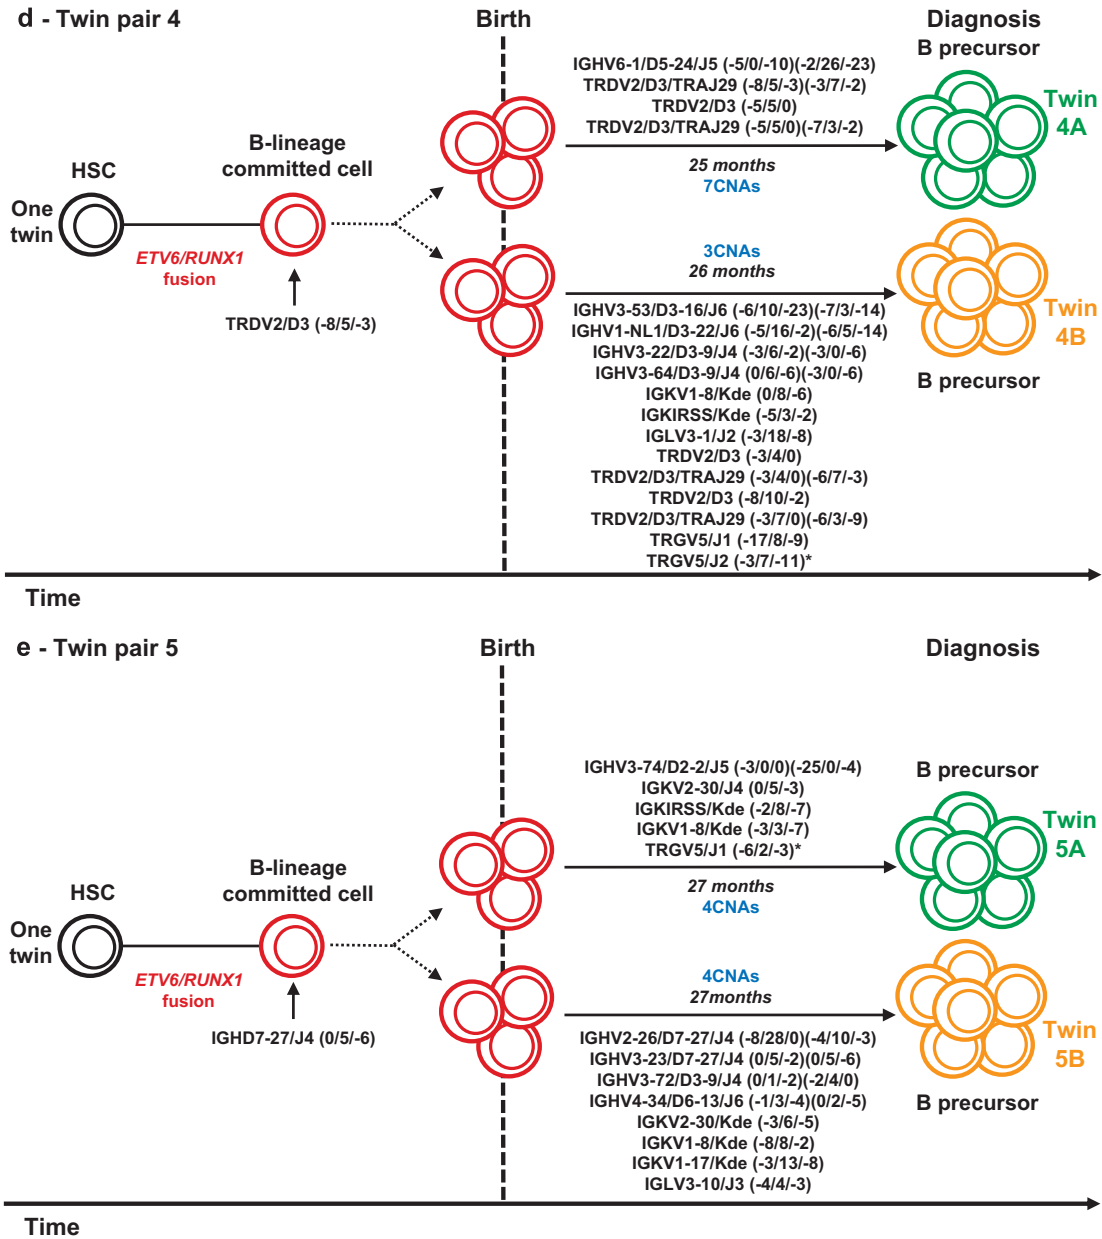 d - Twin pair 4
Birth
Diagnosis
B precursor
IGHV6-1/D5-24/J5 (-5/0/-10)(-2/26/-23)
TRDV2/D3/TRAJ29 (-8/5/-3)(-3/7/-2)
TRDV2/D3 (-5/5/0)
TRDV2/D3/TRAJ29 (-5/5/0)(-7/3/-2)
Twin
4A
25 months
7CNAs
HSC
B-lineage
committed cell
One
twin
ETV6/RUNX1
fusion
TRDV2/D3 (-8/5/-3)
3CNAs
26 months
IGHV3-53/D3-16/J6 (-6/10/-23)(-7/3/-14)
IGHV1-NL1/D3-22/J6 (-5/16/-2)(-6/5/-14)
IGHV3-22/D3-9/J4 (-3/6/-2)(-3/0/-6)
IGHV3-64/D3-9/J4 (0/6/-6)(-3/0/-6)
IGKV1-8/Kde (0/8/-6)
IGKIRSS/Kde (-5/3/-2)
IGLV3-1/J2 (-3/18/-8)
TRDV2/D3 (-3/4/0)
TRDV2/D3/TRAJ29 (-3/4/0)(-6/7/-3)
TRDV2/D3 (-8/10/-2)
TRDV2/D3/TRAJ29 (-3/7/0)(-6/3/-9)
TRGV5/J1 (-17/8/-9)
TRGV5/J2 (-3/7/-11)*
Twin
4B
B precursor
Time
e - Twin pair 5
Birth
Diagnosis
IGHV3-74/D2-2/J5 (-3/0/0)(-25/0/-4)
IGKV2-30/J4 (0/5/-3)
IGKIRSS/Kde (-2/8/-7)
IGKV1-8/Kde (-3/3/-7)
TRGV5/J1 (-6/2/-3)*
B precursor
Twin
5A
27 months
4CNAs
HSC
B-lineage
committed cell
One
twin
ETV6/RUNX1
fusion
IGHD7-27/J4 (0/5/-6)
4CNAs
27months
IGHV2-26/D7-27/J4 (-8/28/0)(-4/10/-3)
IGHV3-23/D7-27/J4 (0/5/-2)(0/5/-6)
IGHV3-72/D3-9/J4 (0/1/-2)(-2/4/0)
IGHV4-34/D6-13/J6 (-1/3/-4)(0/2/-5)
IGKV2-30/Kde (-3/6/-5)
IGKV1-8/Kde (-8/8/-2)
IGKV1-17/Kde (-3/13/-8)
IGLV3-10/J3 (-4/4/-3)
Twin
5B
B precursor
Time